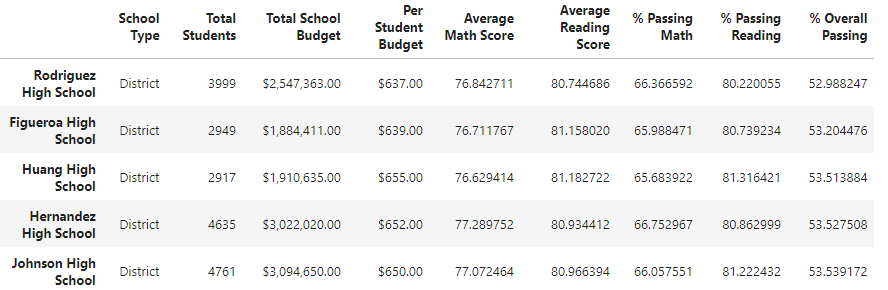 School Type Total Students Total School Budget Per Student Budget Average Math Score Average Reading Score % Passing Math % Passing Reading % Overall Passing
Rodriguez High School District 3999 $2,547,363.00 $637.00 76.842711 80.744686 66.366592 80.220055 52.988247
Figueroa High School District 2949 $1,884,411.00 $639.00 76.711767 81.158020 65.988471 80.739234 53.204476
Huang High School District 2917 $1,910,635.00 $655.00 76.629414 81.182722 65.683922 81.316421 53.513884
Hernandez High School District 4635 $3,022,020.00 $652.00 77.289752 80.934412 66.752967 80.862999 53.527508
Johnson High School District 4761 $3,094,650.00 $650.00 77.072464 80.966394 66.057551 81.222432 53.539172